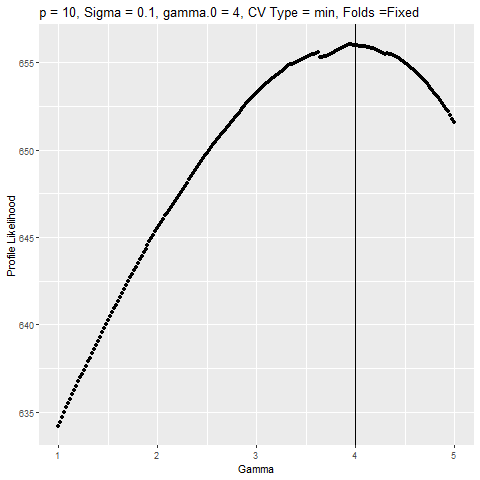 p = 10, Sigma = 0.1, gamma.0 = 4, CV Type = min, Folds =Fixed
Profile Likelihood
655
650
645
640
635
1 2 3 4 5
Gamma